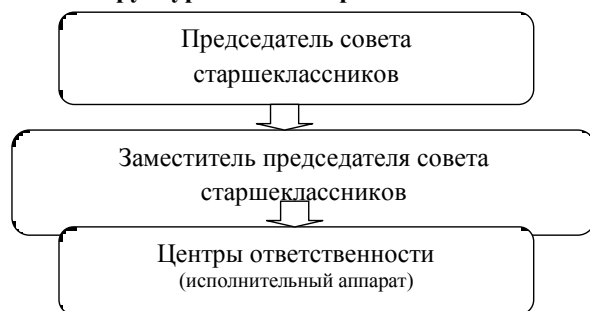 Председатель совета
старшеклассников
Заместитель председателя совета
старшеклассников
Центры ответственности
(исполнительный аппарат)